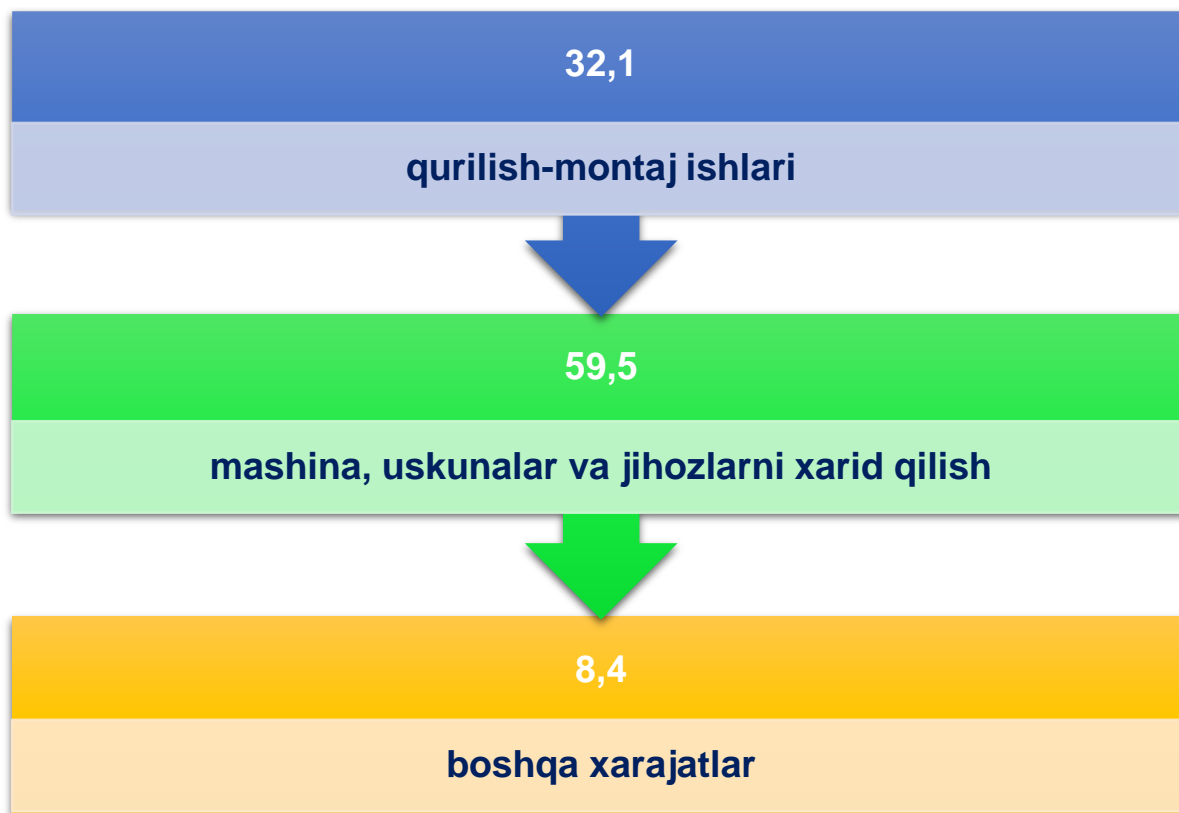 32,1
qurilish-montaj ishlari
59,5
mashina, uskunalar va jihozlarni xarid qilish
8,4
boshqa xarajatlar